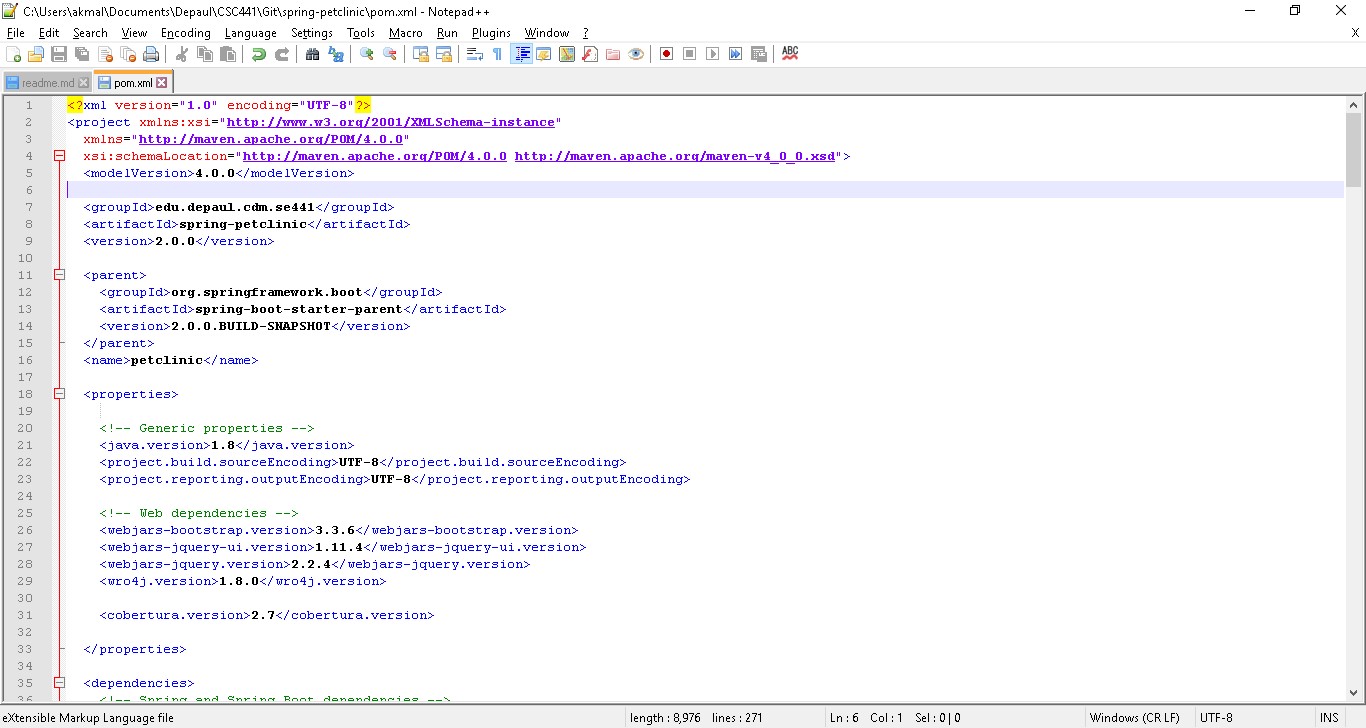 C:\Users\akmal\Documents\Depaul\CSC441\Git\spring-petclinic\pom.xml - Notepad++
File Edit Search View Encoding Language Settings Tools Macro Run Plugins Window ? X
ABC
readme.md pom.xml
1 <?xml version="1.0" encoding="UTF-8"?>
2 <project xmlns:xsi="http://www.w3.org/2001/XMLSchema-instance"
3 xmlns="http://maven.apache.org/POM/4.0.0"
4 xsi:schemaLocation="http://maven.apache.org/POM/4.0.0 http://maven.apache.org/maven-v4_0_0.xsd">
5 <modelVersion>4.0.0</modelVersion>
6
7 <groupId>edu.depaul.cdm.se441</groupId>
8 <artifactId>spring-petclinic</artifactId>
9 <version>2.0.0</version>
10
11 <parent>
12 <groupId>org.springframework.boot</groupId>
13 <artifactId>spring-boot-starter-parent</artifactId>
14 <version>2.0.0.BUILD-SNAPSHOT</version>
15 </parent>
16 <name>petclinic</name>
17
18 <properties>
19
20 <!-- Generic properties -->
21 <java.version>1.8</java.version>
22 <project.build.sourceEncoding>UTF-8</project.build.sourceEncoding>
23 <project.reporting.outputEncoding>UTF-8</project.reporting.outputEncoding>
24
25 <!-- Web dependencies -->
26 <webjars-bootstrap.version>3.3.6</webjars-bootstrap.version>
27 <webjars-jquery-ui.version>1.11.4</webjars-jquery-ui.version>
28 <webjars-jquery.version>2.2.4</webjars-jquery.version>
29 <wro4j.version>1.8.0</wro4j.version>
30
31 <cobertura.version>2.7</cobertura.version>
32
33 </properties>
34
35 <dependencies>
36 <!-- Spring and Spring Boot dependencies -->
eXtensible Markup Language file length : 8,976 lines : 271 Ln : 6 Col : 1 Sel : 0 | 0 Windows (CR LF) UTF-8 INS